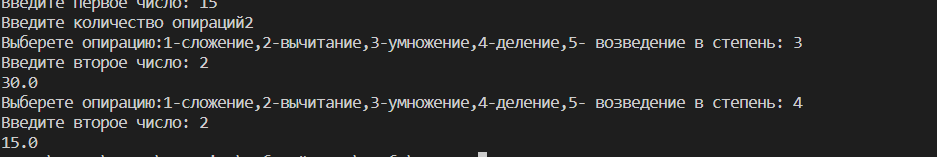 Введите первое число: 15
Введите количество опираций2
Выберете опирацию:1-сложение,2-вычитание,3-умножение,4-деление,5- возведение в степень: 3
Введите второе число: 2
30.0
Выберете опирацию:1-сложение,2-вычитание,3-умножение,4-деление,5- возведение в степень: 4
Введите второе число: 2
15.0